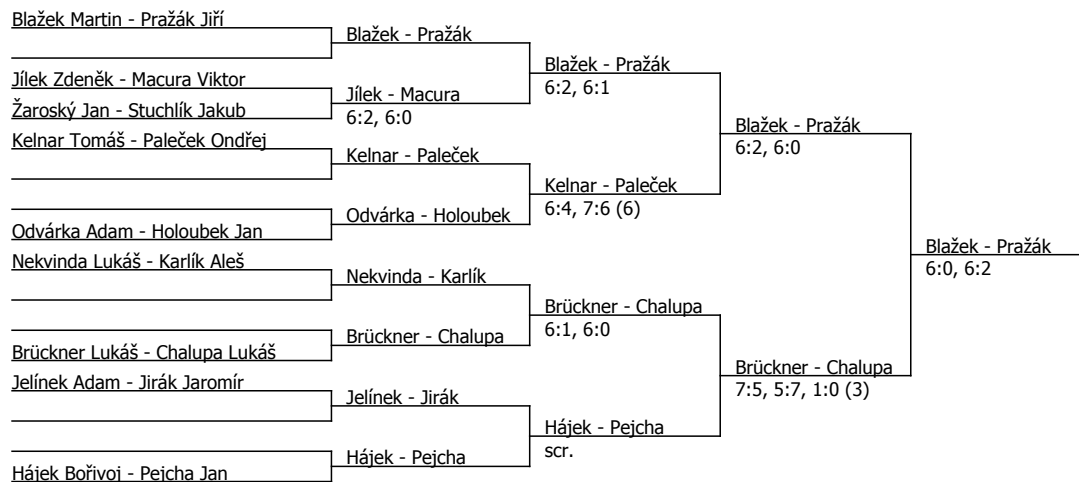 Blažek Martin - Pražák Jiří
Blažek - Pražák
Blažek - Pražák
6:2, 6:1
Jílek Zdeněk - Macura Viktor
Jílek - Macura
6:2, 6:0
Žaroský Jan - Stuchlík Jakub
Blažek - Pražák
6:2, 6:0
Kelnar Tomáš - Paleček Ondřej
Kelnar - Paleček
Kelnar - Paleček
6:4, 7:6 (6)
Odvárka - Holoubek
Odvárka Adam - Holoubek Jan
Blažek - Pražák
6:0, 6:2
Nekvinda Lukáš - Karlík Aleš
Nekvinda - Karlík
Brückner - Chalupa
6:1, 6:0
Brückner - Chalupa
Brückner Lukáš - Chalupa Lukáš
Brückner - Chalupa
7:5, 5:7, 1:0 (3)
Jelínek Adam - Jirák Jaromír
Jelínek - Jirák
Hájek - Pejcha
scr.
Hájek - Pejcha
Hájek Bořivoj - Pejcha Jan